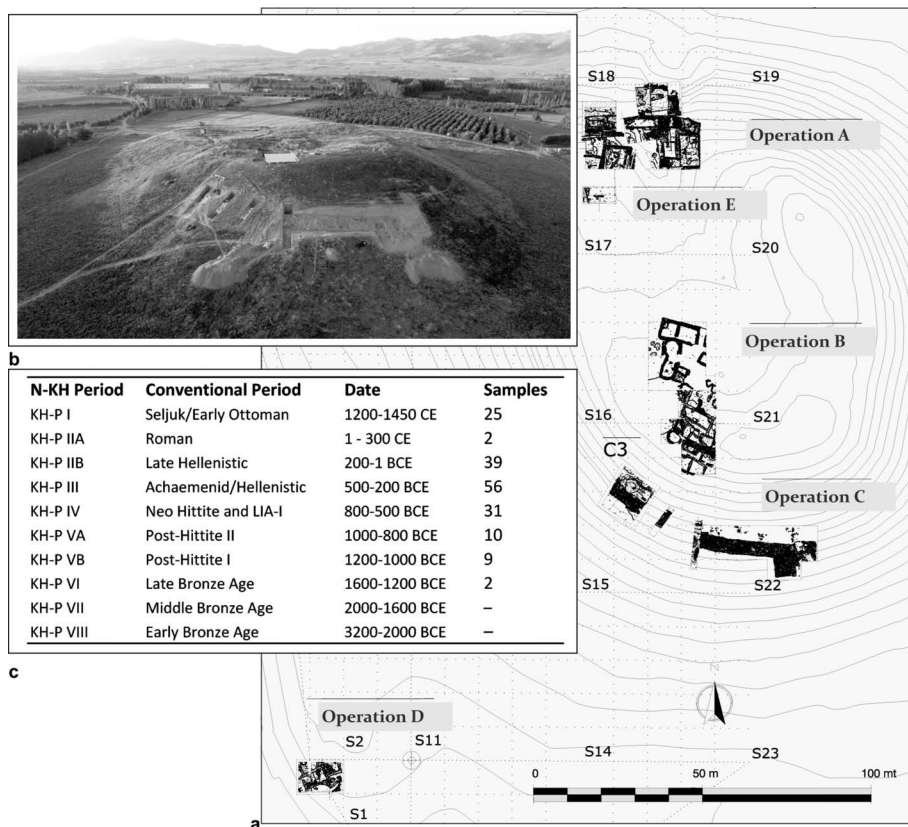 S18
S19
Operation A
Operation E
S17
S20
b
Operation B
N-KH Period Conventional Period Date Samples
KH-P I Seljuk/Early Ottoman 1200-1450 CE 25
KH-P IIA Roman 1 - 300 CE 2
KH-P IIB Late Hellenistic 200-1 BCE 39
KH-P III Achaemenid/Hellenistic 500-200 BCE 56
KH-P IV Neo Hittite and LIA-I 800-500 BCE 31
KH-P VA Post-Hittite II 1000-800 BCE 10
KH-P VB Post-Hittite I 1200-1000 BCE 9
KH-P VI Late Bronze Age 1600-1200 BCE 2
KH-P VII Middle Bronze Age 2000-1600 BCE –
KH-P VIII Early Bronze Age 3200-2000 BCE –
S16
S21
C3
Operation C
S15
S22
c
N
Operation D
S2
S11
S14
S23
0 50 m 100 mt
S1
a